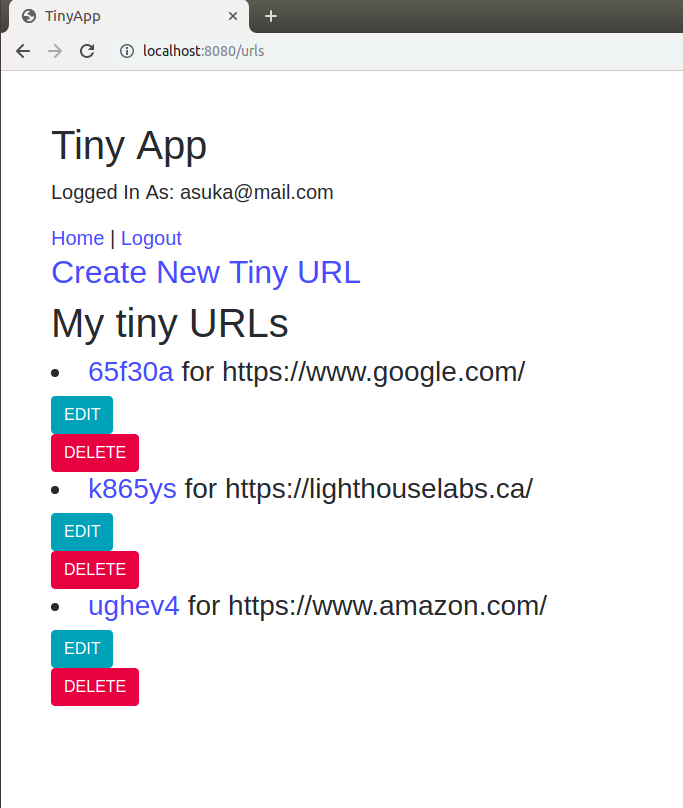 TinyApp
localhost:8080/urls
Tiny App
Logged In As: asuka@mail.com
Home | Logout
Create New Tiny URL
My tiny URLs
65f30a for https://www.google.com/
EDIT
DELETE
k865ys for https://lighthouselabs.ca/
EDIT
DELETE
ughev4 for https://www.amazon.com/
EDIT
DELETE